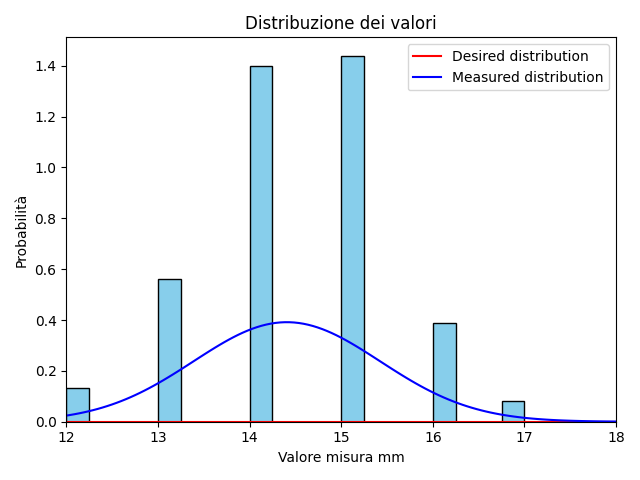 Distribuzione dei valori
Desired distribution
Measured distribution
Probabilità
1.4
1.2
1.0
0.8
0.6
0.4
0.2
0.0
12 13 14 15 16 17 18
Valore misura mm